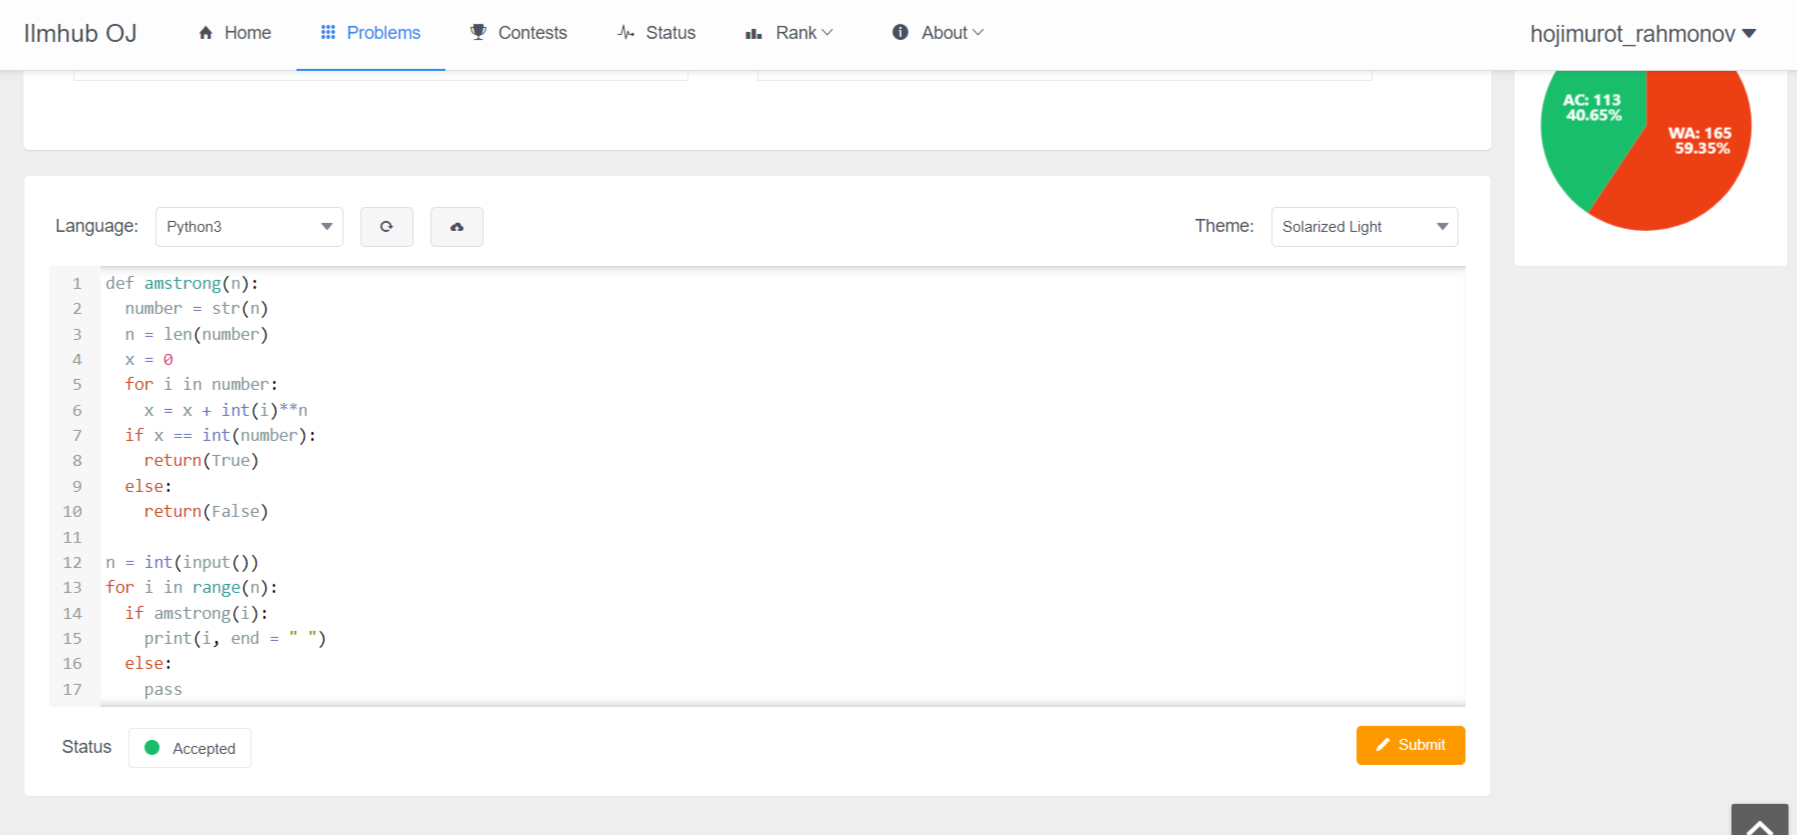 Ilmhub OJ
Home
Problems
Contests
Status
Rank
About
hojimurot_rahmonov
AC: 113
40.65%
WA: 165
59.35%
Language:
Python3
Theme:
Solarized Light
1 def amstrong(n):
2   number = str(n)
3   n = len(number)
4   x = 0
5   for i in number:
6     x = x + int(i)**n
7   if x == int(number):
8     return(True)
9   else:
10     return(False)
11
12 n = int(input())
13 for i in range(n):
14   if amstrong(i):
15     print(i, end = " ")
16   else:
17     pass
Status
Accepted
Submit